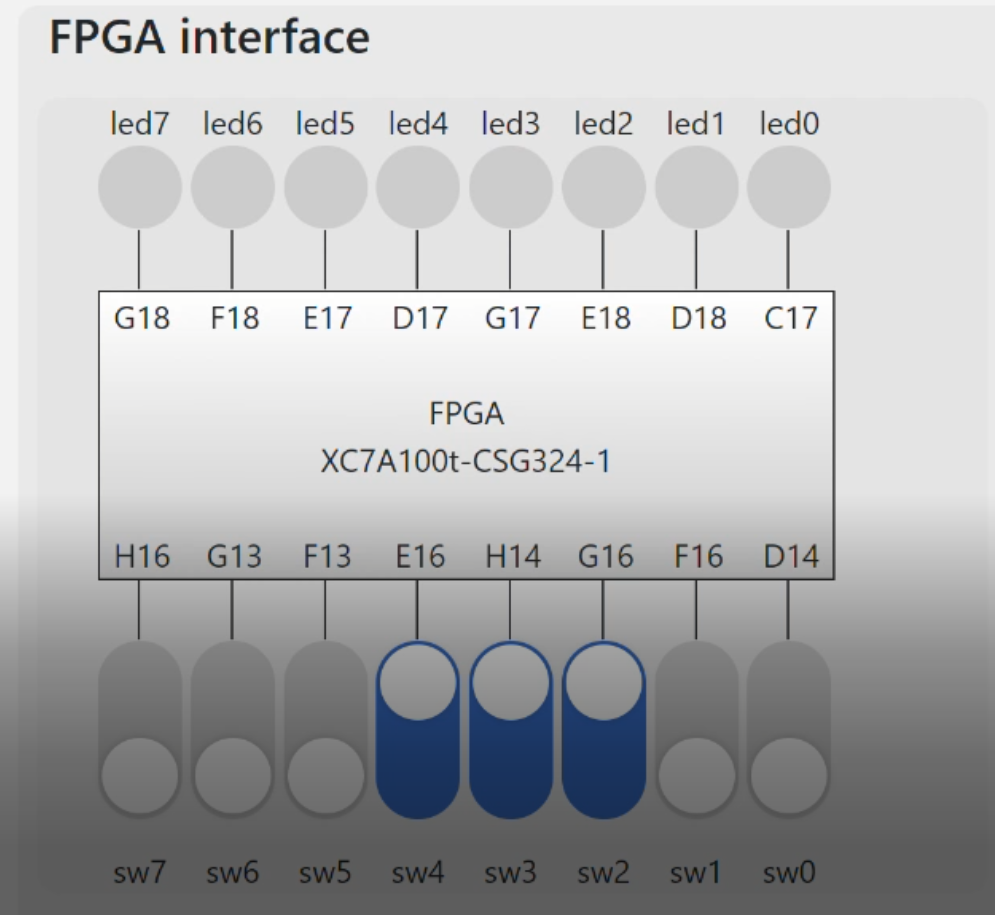 FPGA interface
led7 led6 led5 led4 led3 led2 led1 led0
G18 F18 E17 D17 G17 E18 D18 C17
FPGA
XC7A100t-CSG324-1
H16 G13 F13 E16 H14 G16 F16 D14
sw7 sw6 sw5 sw4 sw3 sw2 sw1 sw0